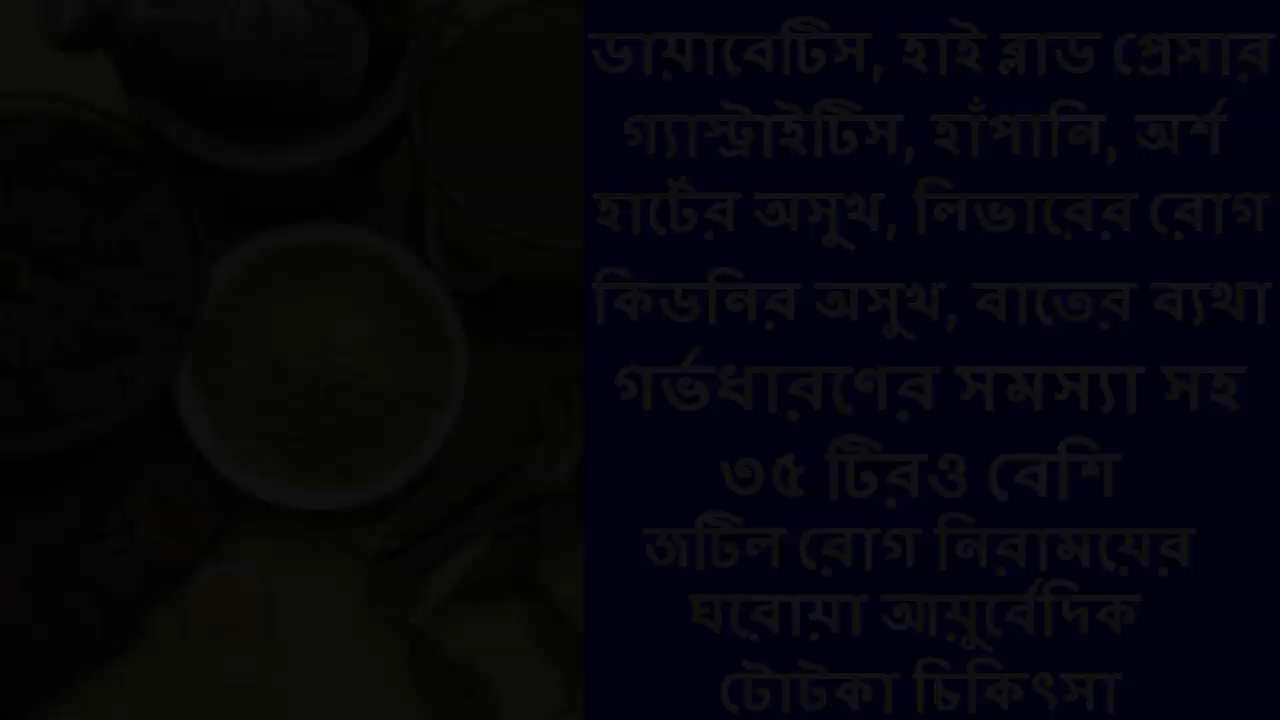 ডায়াবেটিস, হাই ব্লাড প্রেসার
গ্যাস্ট্রাইটিস, হাঁপানি, অর্শ
হার্টের অসুখ, লিভারের রোগ
কিডনির অসুখ, বাতের ব্যথা
গর্ভধারণের সমস্যা সহ
৩৫ টিরও বেশি
জটিল রোগ নিরাময়ের
ঘরোয়া আয়ুর্বেদিক
টোটকা চিকিৎসা